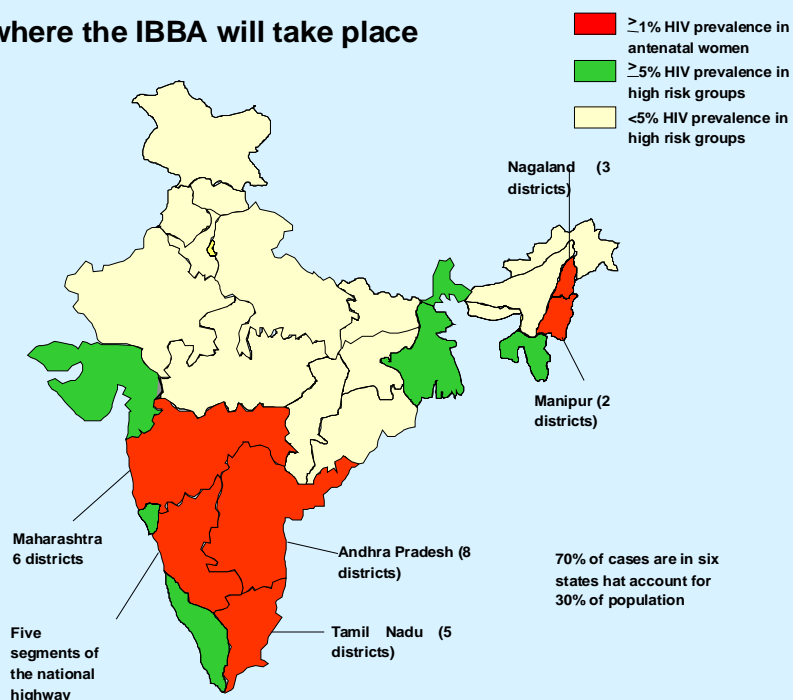 where the IBBA will take place
≥1% HIV prevalence in
antenatal women
≥5% HIV prevalence in
high risk groups
<5% HIV prevalence in
high risk groups
Nagaland (3
districts)
Manipur (2
districts)
Maharashtra
6 districts
Andhra Pradesh (8
districts)
70% of cases are in six
states hat account for
30% of population
Five
segments of
the national
highway
Tamil Nadu (5
districts)